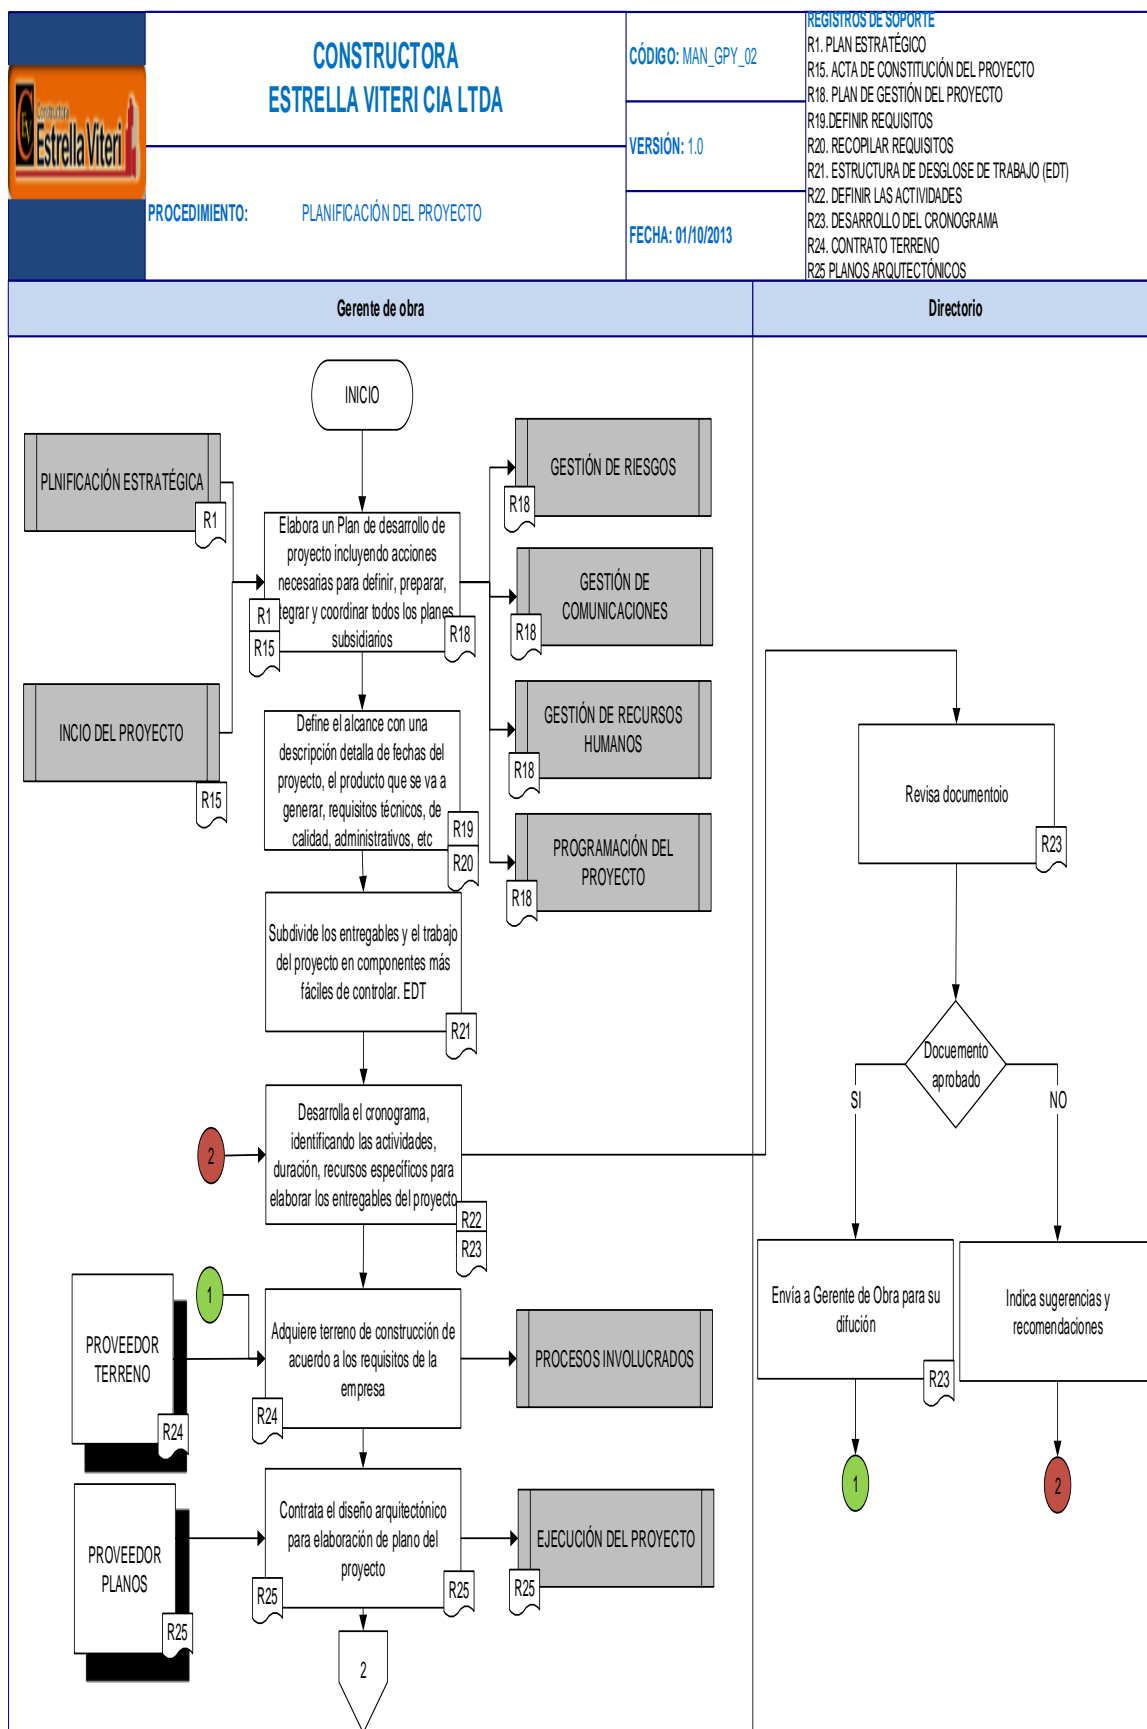 Constructora
Estrella Viteri
CONSTRUCTORA
ESTRELLA VITERI CIA LTDA
PROCEDIMIENTO: PLANIFICACIÓN DEL PROYECTO
CÓDIGO: MAN_GPY_02
VERSIÓN: 1.0
FECHA: 01/10/2013
REGISTROS DE SOPORTE
R1. PLAN ESTRATÉGICO
R15. ACTA DE CONSTITUCIÓN DEL PROYECTO
R18. PLAN DE GESTIÓN DEL PROYECTO
R19.DEFINIR REQUISITOS
R20. RECOPILAR REQUISITOS
R21. ESTRUCTURA DE DESGLOSE DE TRABAJO (EDT)
R22. DEFINIR LAS ACTIVIDADES
R23. DESARROLLO DEL CRONOGRAMA
R24. CONTRATO TERRENO
R25 PLANOS ARQUTECTÓNICOS
Gerente de obra
Directorio
INICIO
PLNIFICACIÓN ESTRATÉGICA
R1
Elabora un Plan de desarrollo de
proyecto incluyendo acciones
necesarias para definir, preparar,
tegrar y coordinar todos los planes
subsidiarios
R1
R15
R18
GESTIÓN DE RIESGOS
R18
GESTIÓN DE
COMUNICACIONES
R18
GESTIÓN DE RECURSOS
HUMANOS
R18
PROGRAMACIÓN DEL
PROYECTO
R18
INCIO DEL PROYECTO
R15
Define el alcance con una
descripción detalla de fechas del
proyecto, el producto que se va a
generar, requisitos técnicos, de
calidad, administrativos, etc
R19
R20
Subdivide los entregables y el trabajo
del proyecto en componentes más
fáciles de controlar. EDT
R21
2
Desarrolla el cronograma,
identificando las actividades,
duración, recursos específicos para
elaborar los entregables del proyecto
R22
R23
1
PROVEEDOR
TERRENO
R24
Adquiere terreno de construcción de
acuerdo a los requisitos de la
empresa
R24
PROCESOS INVOLUCRADOS
PROVEEDOR
PLANOS
R25
Contrata el diseño arquitectónico
para elaboración de plano del
proyecto
R25
R25
EJECUCIÓN DEL PROYECTO
R25
2
Revisa documentoio
R23
Docuemento
aprobado
SI
NO
Envía a Gerente de Obra para su
difución
R23
Indica sugerencias y
recomendaciones
1
2